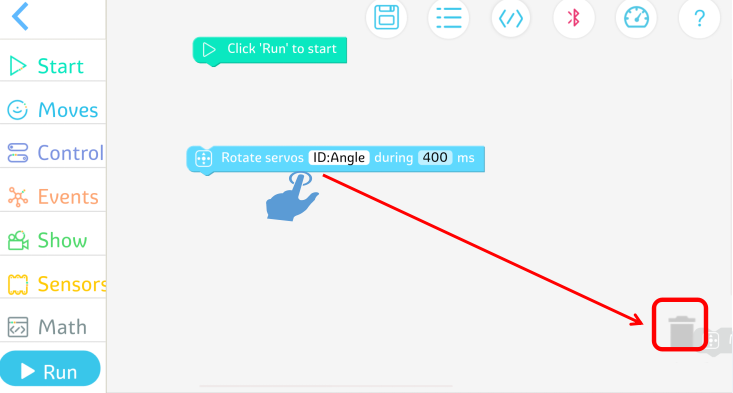 Click 'Run' to start
Start
Moves
Control
Events
Show
Sensors
Math
Run
Rotate servos ID:Angle during 400 ms
?